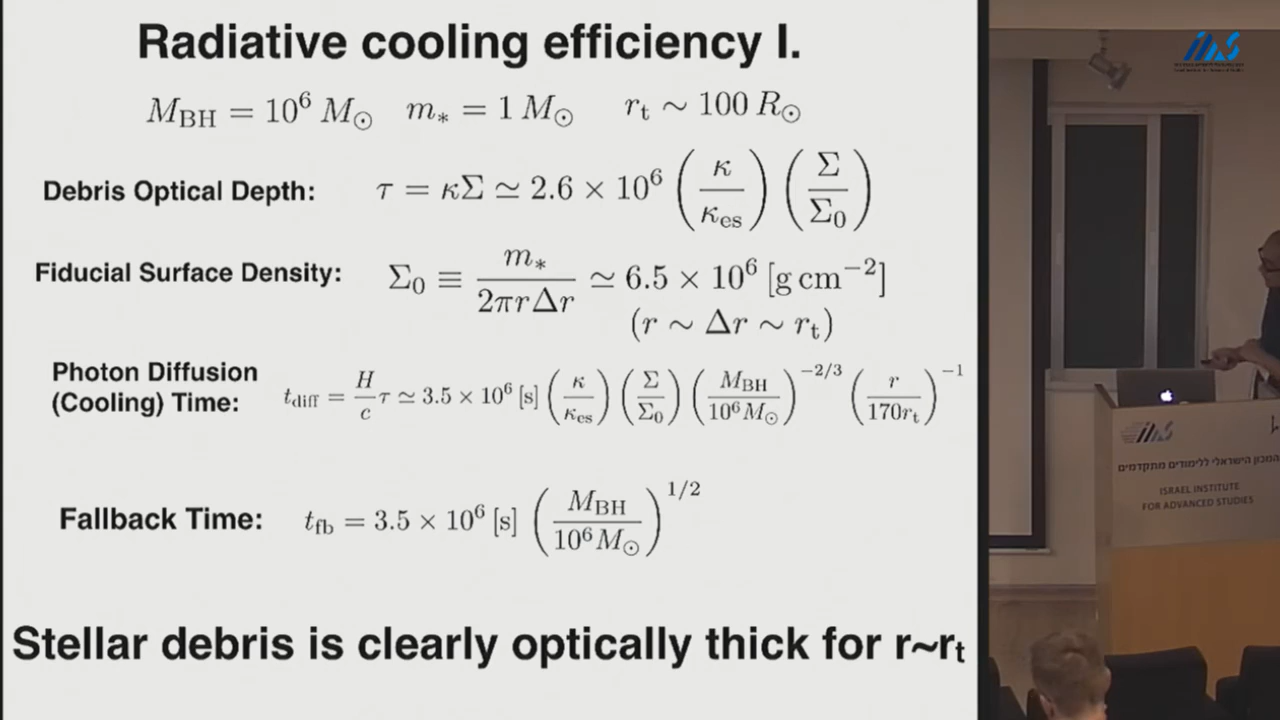 Radiative cooling efficiency I.
M_BH = 10^6 M_⊙ m_* = 1 M_⊙ r_t ∼ 100 R_⊙
Debris Optical Depth: τ = κΣ ≃ 2.6 × 10^6 (κ/κ_es) (Σ/Σ_0)
Fiducial Surface Density: Σ_0 ≡ m_*/(2πrΔr) ≃ 6.5 × 10^6 [g cm^−2]
(r ∼ Δr ∼ r_t)
Photon Diffusion
(Cooling) Time: t_diff = H/c τ ≃ 3.5 × 10^6 [s] (κ/κ_es) (Σ/Σ_0) (M_BH/10^6 M_⊙)^−2/3 (r/170r_t)^−1
Fallback Time: t_fb = 3.5 × 10^6 [s] (M_BH/10^6 M_⊙)^1/2
Stellar debris is clearly optically thick for r~r_t
IIAS
IIAS
המכון הישראלי ללימודים מתקדמים
ISRAEL INSTITUTE
FOR ADVANCED STUDIES